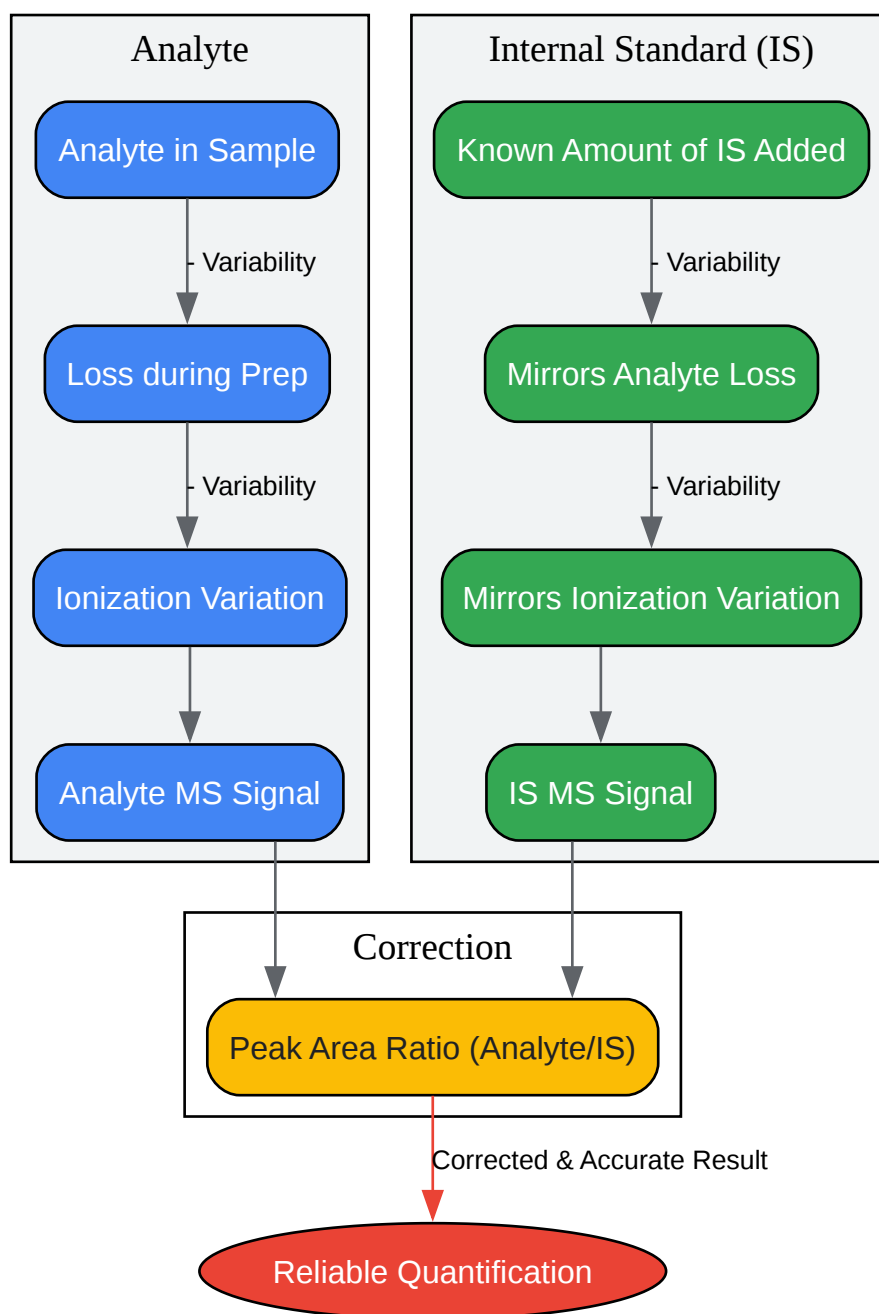 Analyte
Analyte in Sample
- Variability
Loss during Prep
- Variability
Ionization Variation
Analyte MS Signal
Internal Standard (IS)
Known Amount of IS Added
- Variability
Mirrors Analyte Loss
- Variability
Mirrors Ionization Variation
IS MS Signal
Correction
Peak Area Ratio (Analyte/IS)
Corrected & Accurate Result
Reliable Quantification